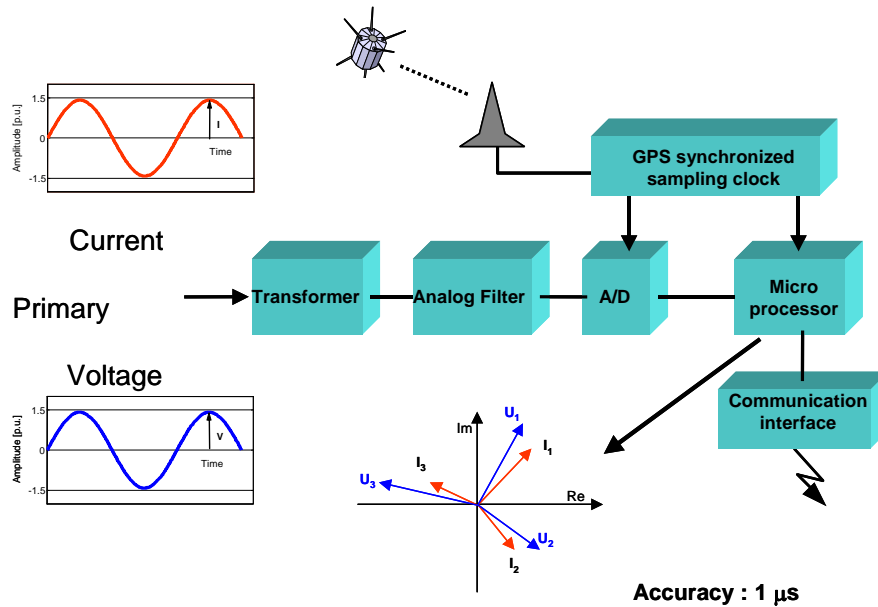 Amplitude [p.u.]
1.5
0
-1.5
I
Time
GPS synchronized
sampling clock
Current
Primary
Transformer
Analog Filter
A/D
Micro
processor
Voltage
Amplitude [p.u.]
1.5
0
-1.5
V
Time
Communication
interface
Im
Re
U1
I1
I3
U3
U2
I2
Accuracy : 1 μs